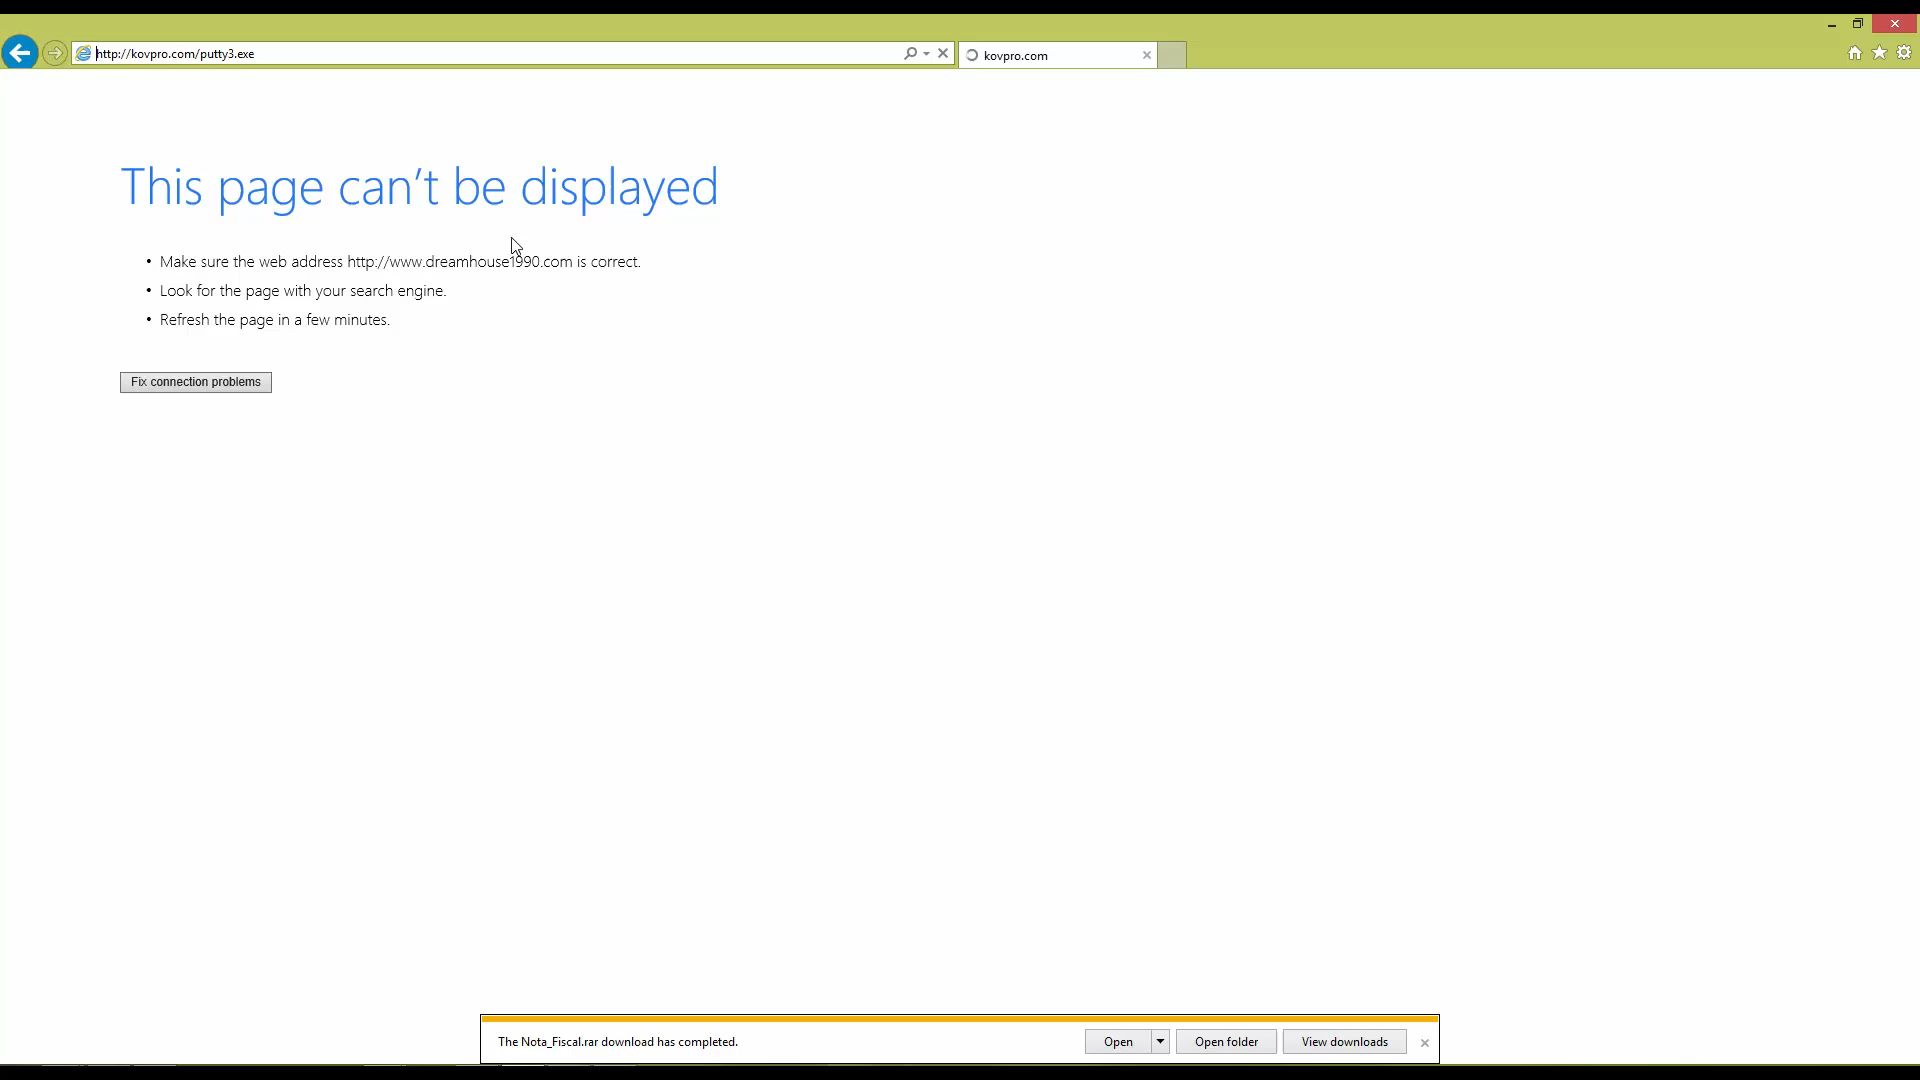 http://kovpro.com/putty3.exe
kovpro.com
This page can't be displayed
• Make sure the web address http://www.dreamhouse1990.com is correct.
• Look for the page with your search engine.
• Refresh the page in a few minutes.
Fix connection problems
The Nota_Fiscal.rar download has completed.
Open
Open folder
View downloads